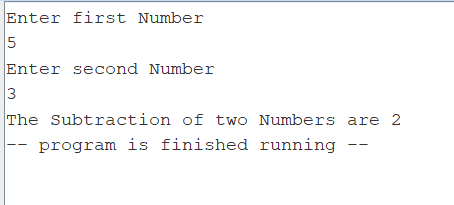 Enter first Number
5
Enter second Number
3
The Subtraction of two Numbers are 2
-- program is finished running --